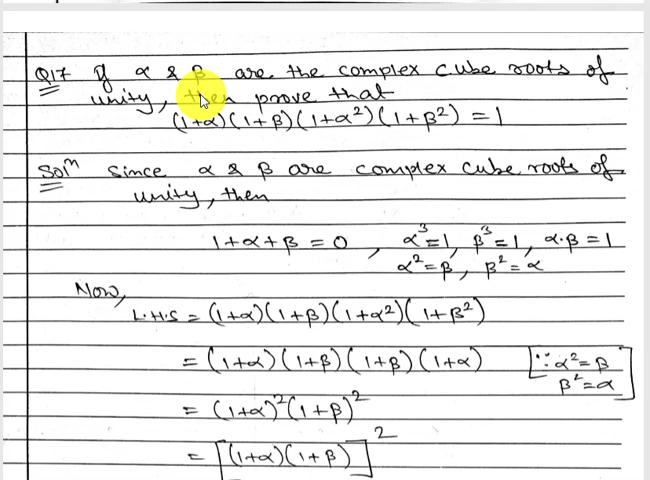 Q17 If α & β are the complex cube roots of
unity, then prove that
(1+α)(1+β)(1+α²)(1+β²) = 1
Solⁿ Since α & β are complex cube roots of
unity, then
1+α+β = 0 , α³=1, β³=1, α·β=1
α²=β, β²=α
Now,
L.H.S = (1+α)(1+β)(1+α²)(1+β²)
= (1+α)(1+β)(1+β)(1+α) [∵ α²=β
β²=α]
= (1+α)²(1+β)²
= [(1+α)(1+β)]²